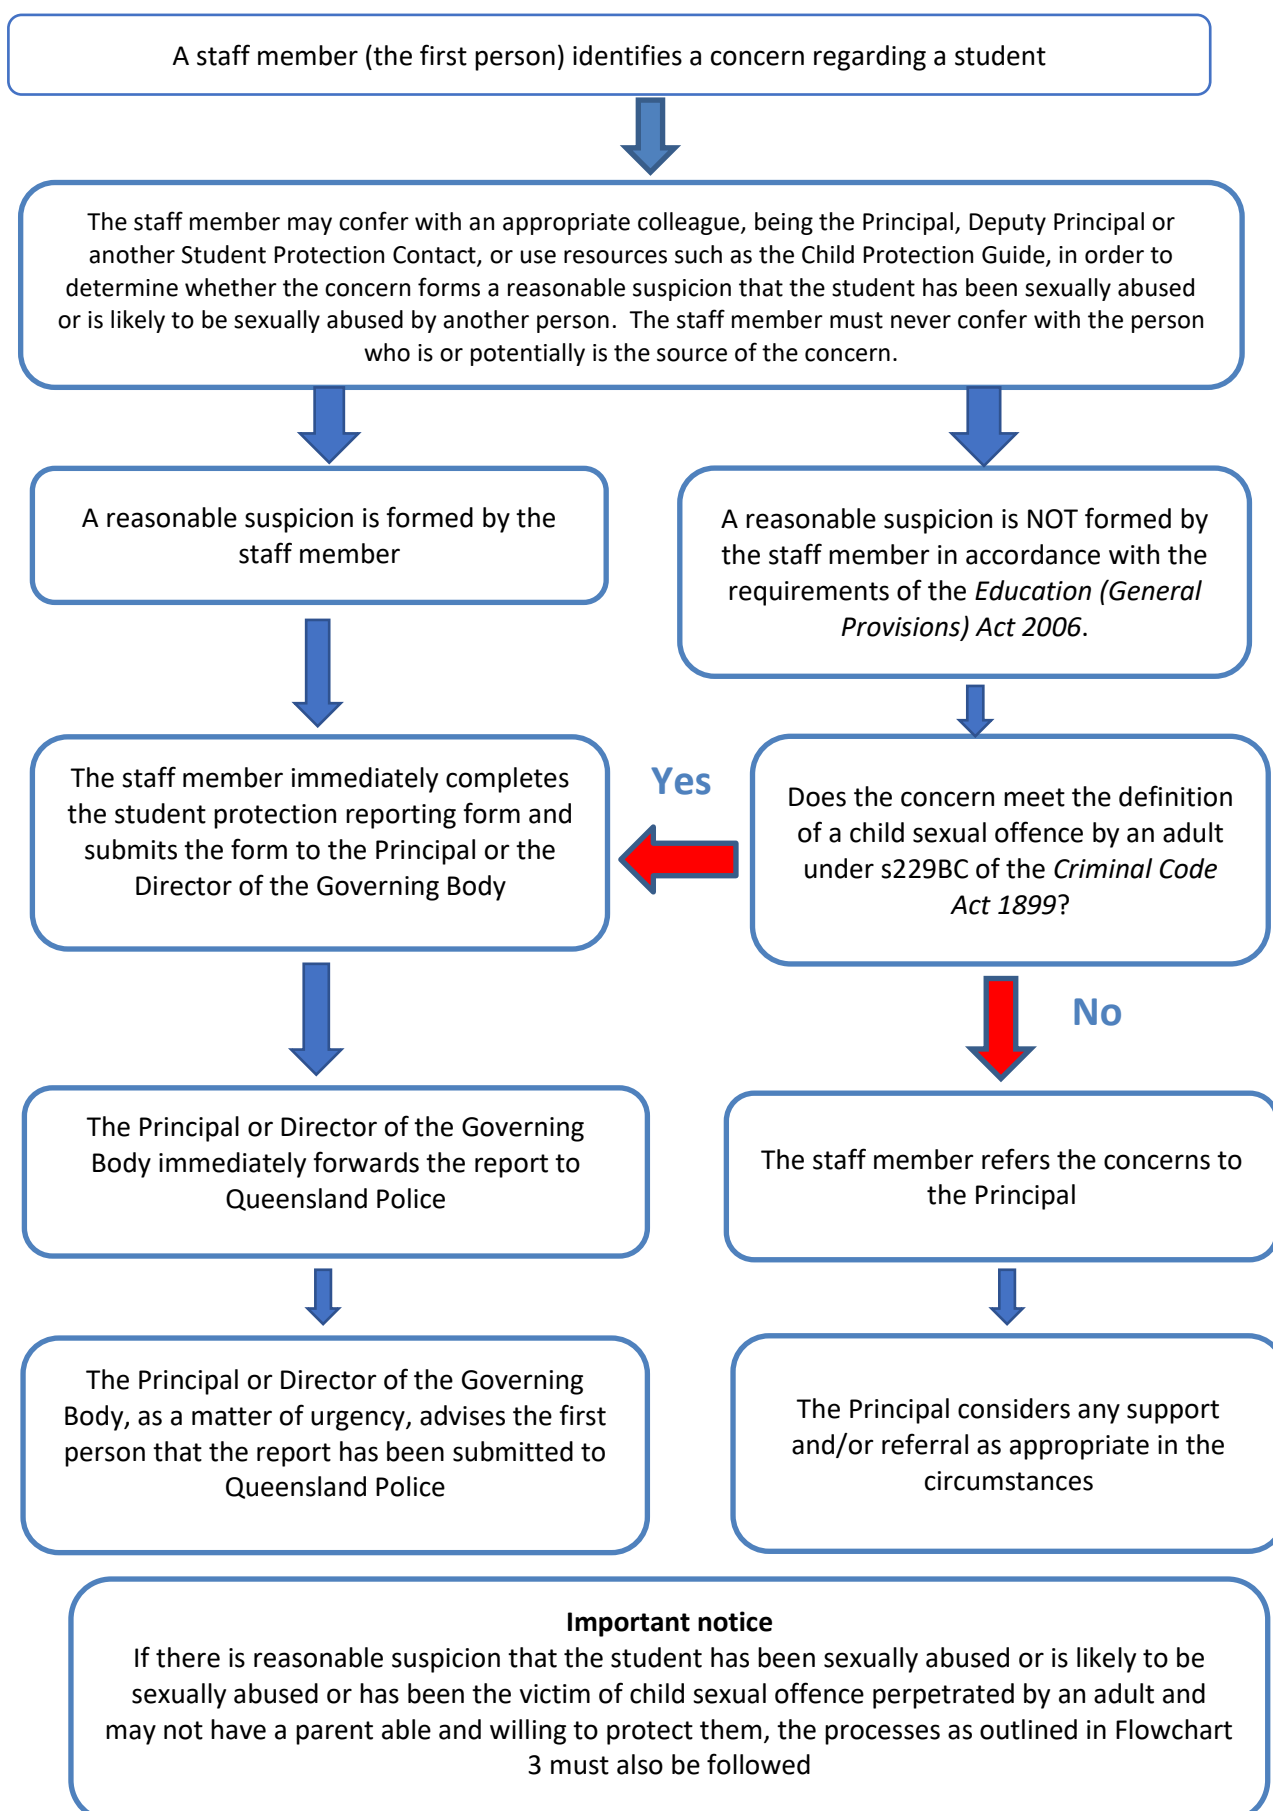 A staff member (the first person) identifies a concern regarding a student
The staff member may confer with an appropriate colleague, being the Principal, Deputy Principal or
another Student Protection Contact, or use resources such as the Child Protection Guide, in order to
determine whether the concern forms a reasonable suspicion that the student has been sexually abused
or is likely to be sexually abused by another person.  The staff member must never confer with the person
who is or potentially is the source of the concern.
A reasonable suspicion is formed by the
staff member
A reasonable suspicion is NOT formed by
the staff member in accordance with the
requirements of the Education (General
Provisions) Act 2006.
The staff member immediately completes
the student protection reporting form and
submits the form to the Principal or the
Director of the Governing Body
Yes
Does the concern meet the definition
of a child sexual offence by an adult
under s229BC of the Criminal Code
Act 1899?
No
The Principal or Director of the Governing
Body immediately forwards the report to
Queensland Police
The staff member refers the concerns to
the Principal
The Principal or Director of the Governing
Body, as a matter of urgency, advises the first
person that the report has been submitted to
Queensland Police
The Principal considers any support
and/or referral as appropriate in the
circumstances
Important notice
If there is reasonable suspicion that the student has been sexually abused or is likely to be
sexually abused or has been the victim of child sexual offence perpetrated by an adult and
may not have a parent able and willing to protect them, the processes as outlined in Flowchart
3 must also be followed